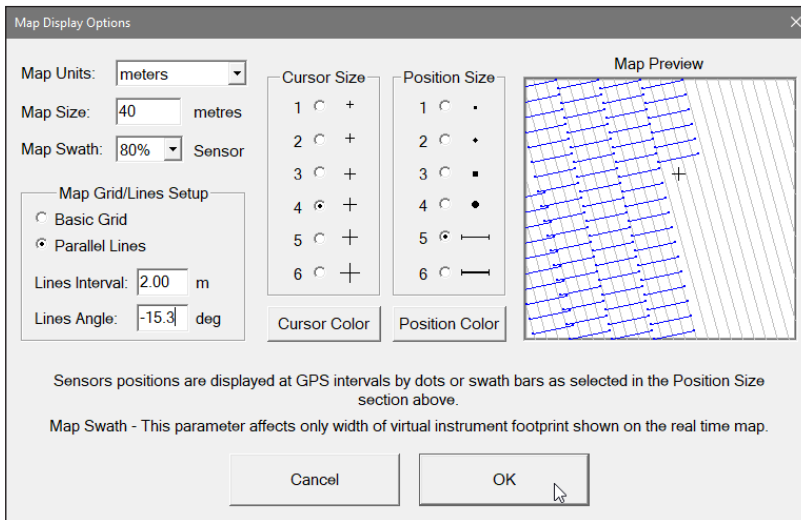 Map Display Options
Map Units: meters
Map Size: 40 metres
Map Swath: 80% Sensor
Map Grid/Lines Setup
Basic Grid
Parallel Lines
Lines Interval: 2.00 m
Lines Angle: -15.3 deg
Cursor Size
1
2
3
4
5
6
Cursor Color
Position Size
1
2
3
4
5
6
Position Color
Map Preview
Sensors positions are displayed at GPS intervals by dots or swath bars as selected in the Position Size
section above.
Map Swath - This parameter affects only width of virtual instrument footprint shown on the real time map.
Cancel
OK